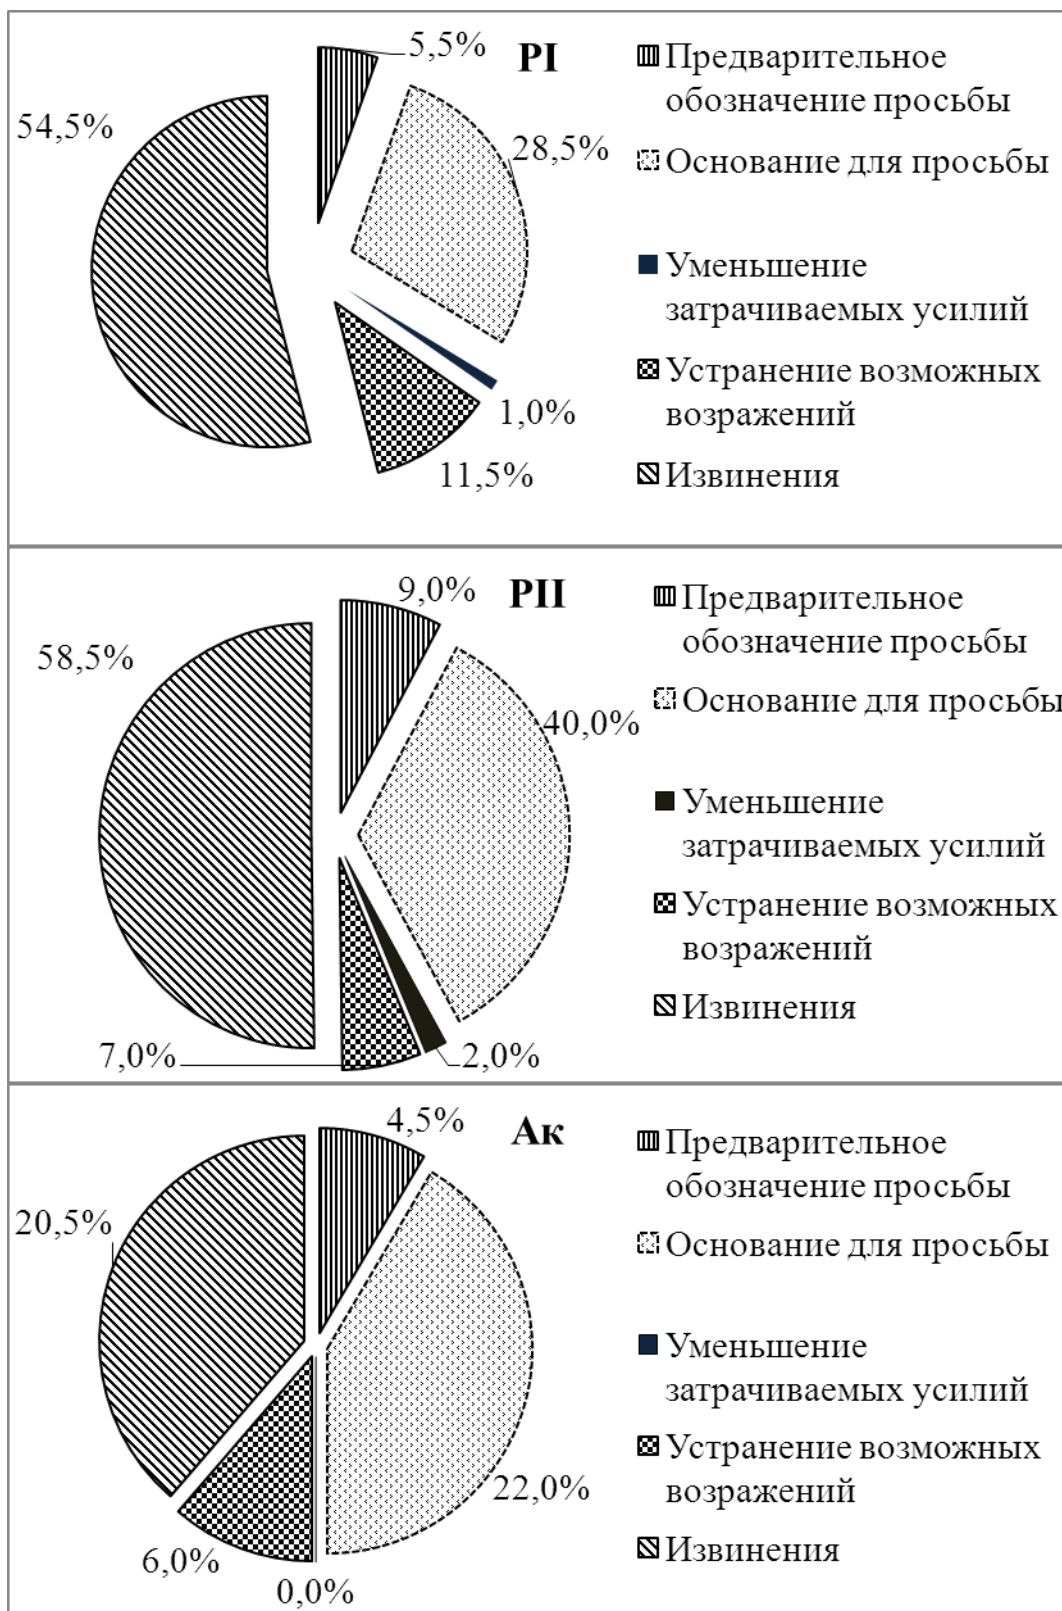 5,5%
РI
54,5%
28,5%
1,0%
11,5%
Предварительное
обозначение просьбы
Основание для просьбы
Уменьшение
затрачиваемых усилий
Устранение возможных
возражений
Извинения
9,0%
РII
58,5%
40,0%
7,0%
2,0%
Предварительное
обозначение просьбы
Основание для просьбы
Уменьшение
затрачиваемых усилий
Устранение возможных
возражений
Извинения
4,5%
Ак
20,5%
22,0%
6,0%
0,0%
Предварительное
обозначение просьбы
Основание для просьбы
Уменьшение
затрачиваемых усилий
Устранение возможных
возражений
Извинения